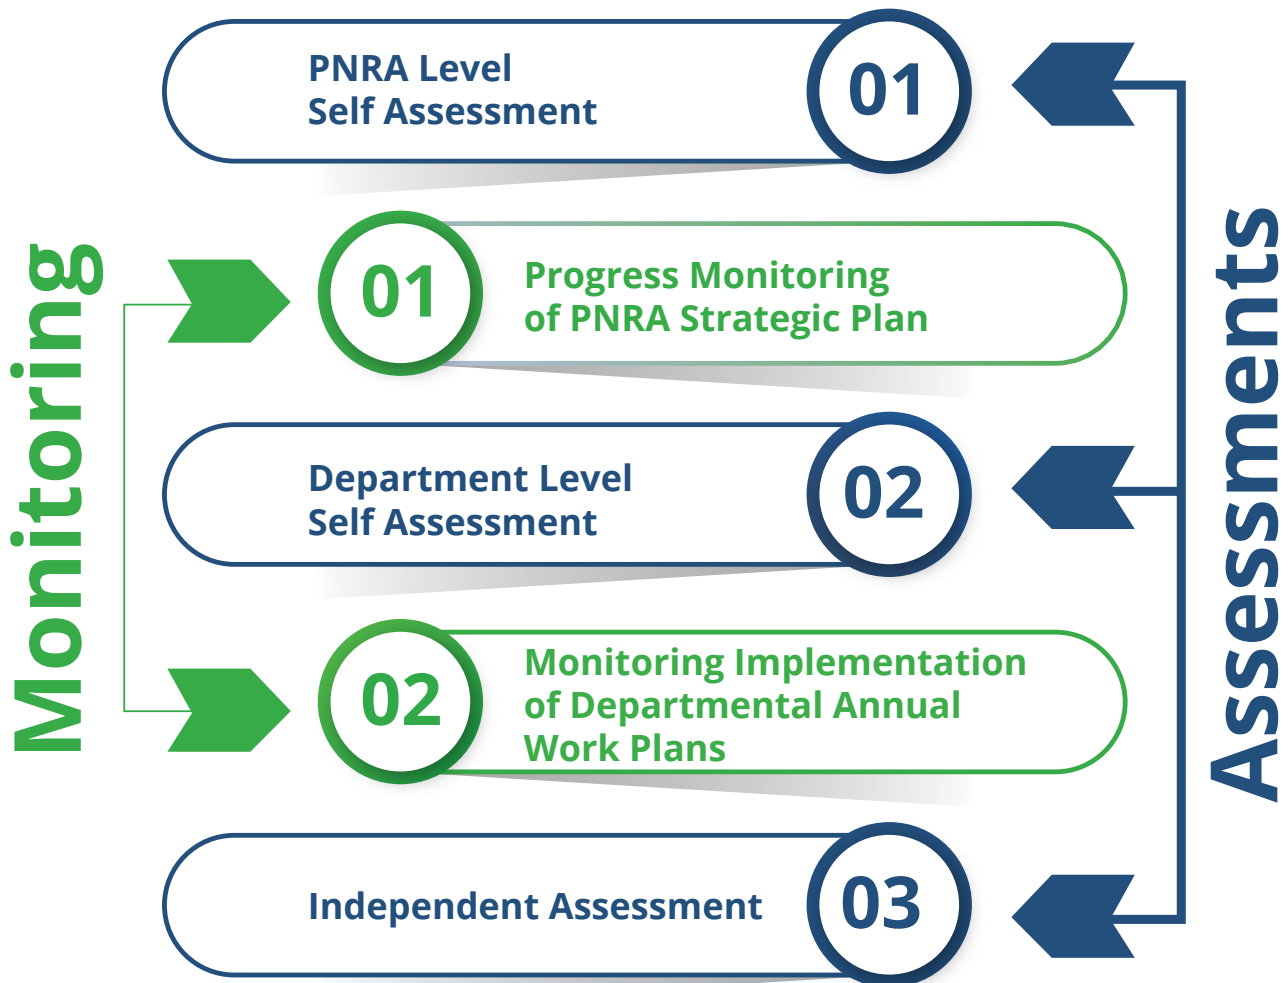 PNRA Level
Self Assessment
01
01
Progress Monitoring
of PNRA Strategic Plan
Department Level
Self Assessment
02
02
Monitoring Implementation
of Departmental Annual
Work Plans
Independent Assessment
03
Monitoring
Assessments